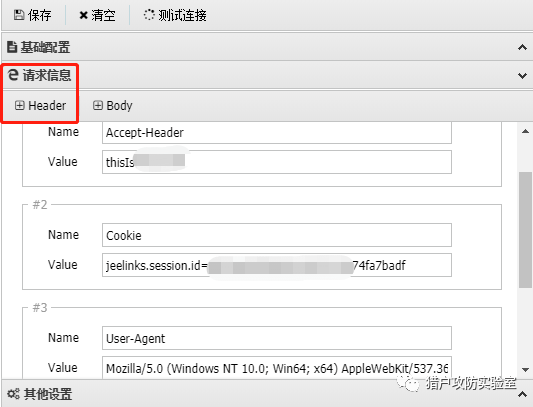 保存 清空 测试连接
基础配置
请求信息
Header Body
Name Accept-Header
Value thisIs
#2
Name Cookie
Value jeelinks.session.id= 74fa7badf
#3
Name User-Agent
Value Mozilla/5.0 (Windows NT 10.0; Win64; x64) AppleWebKit/537.36
其他设置
猎户攻防实验室